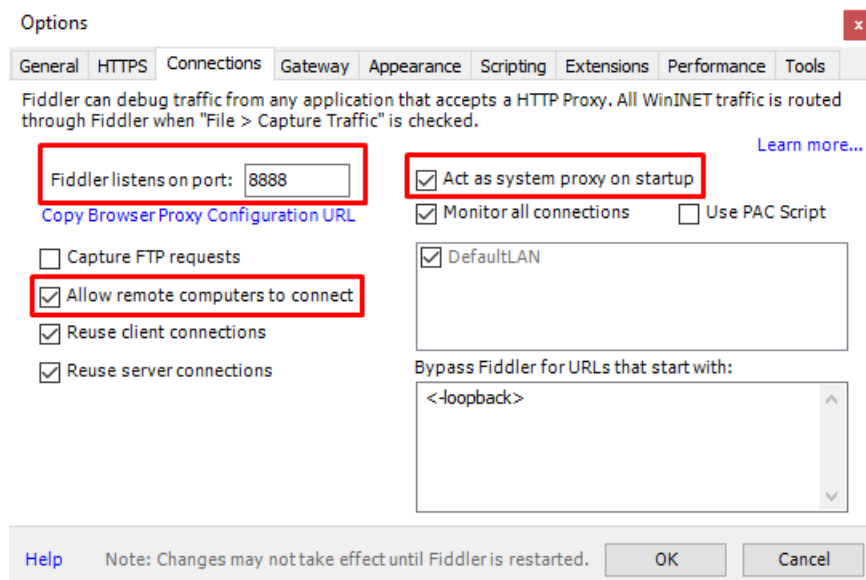 Options
x
General HTTPS Connections Gateway Appearance Scripting Extensions Performance Tools
Fiddler can debug traffic from any application that accepts a HTTP Proxy. All WinINET traffic is routed
through Fiddler when "File > Capture Traffic" is checked.
Learn more...
Fiddler listens on port: 8888
Copy Browser Proxy Configuration URL
Capture FTP requests
Allow remote computers to connect
Reuse client connections
Reuse server connections
Act as system proxy on startup
Monitor all connections Use PAC Script
DefaultLAN
Bypass Fiddler for URLs that start with:
<-loopback>
Help Note: Changes may not take effect until Fiddler is restarted. OK Cancel